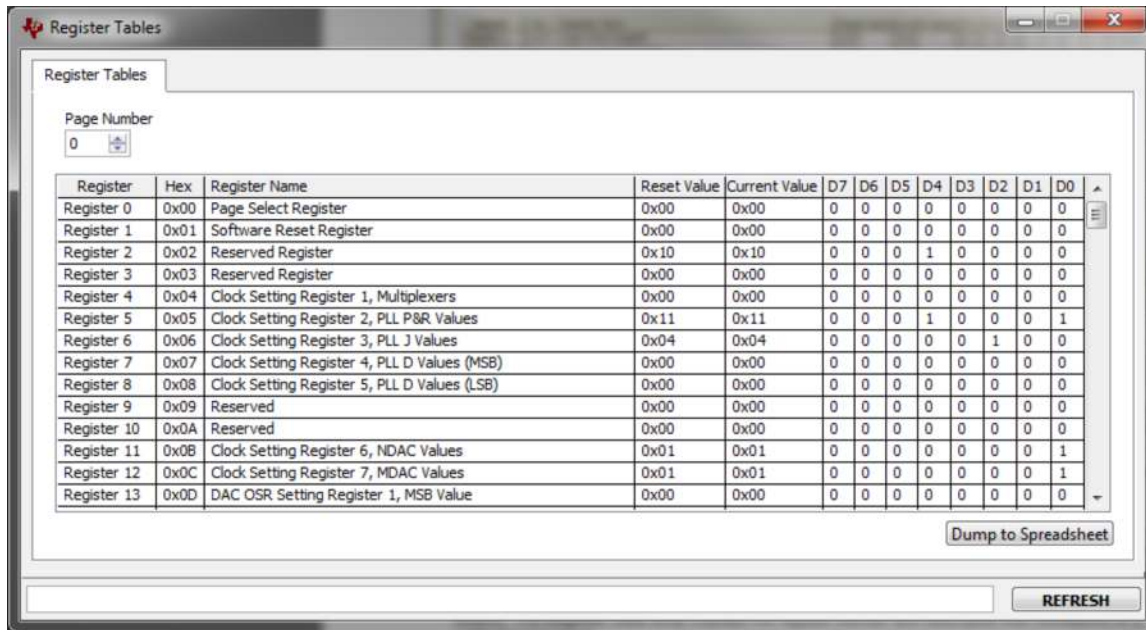 Register Tables
Register Tables
Page Number
0
Register Hex Register Name Reset Value Current Value D7 D6 D5 D4 D3 D2 D1 D0
Register 0 0x00 Page Select Register 0x00 0x00 0 0 0 0 0 0 0 0
Register 1 0x01 Software Reset Register 0x00 0x00 0 0 0 0 0 0 0 0
Register 2 0x02 Reserved Register 0x10 0x10 0 0 0 1 0 0 0 0
Register 3 0x03 Reserved Register 0x00 0x00 0 0 0 0 0 0 0 0
Register 4 0x04 Clock Setting Register 1, Multiplexers 0x00 0x00 0 0 0 0 0 0 0 0
Register 5 0x05 Clock Setting Register 2, PLL P&R Values 0x11 0x11 0 0 0 1 0 0 0 1
Register 6 0x06 Clock Setting Register 3, PLL J Values 0x04 0x04 0 0 0 0 0 1 0 0
Register 7 0x07 Clock Setting Register 4, PLL D Values (MSB) 0x00 0x00 0 0 0 0 0 0 0 0
Register 8 0x08 Clock Setting Register 5, PLL D Values (LSB) 0x00 0x00 0 0 0 0 0 0 0 0
Register 9 0x09 Reserved 0x00 0x00 0 0 0 0 0 0 0 0
Register 10 0x0A Reserved 0x00 0x00 0 0 0 0 0 0 0 0
Register 11 0x0B Clock Setting Register 6, NDAC Values 0x01 0x01 0 0 0 0 0 0 0 1
Register 12 0x0C Clock Setting Register 7, MDAC Values 0x01 0x01 0 0 0 0 0 0 0 1
Register 13 0x0D DAC OSR Setting Register 1, MSB Value 0x00 0x00 0 0 0 0 0 0 0 0
Dump to Spreadsheet
REFRESH